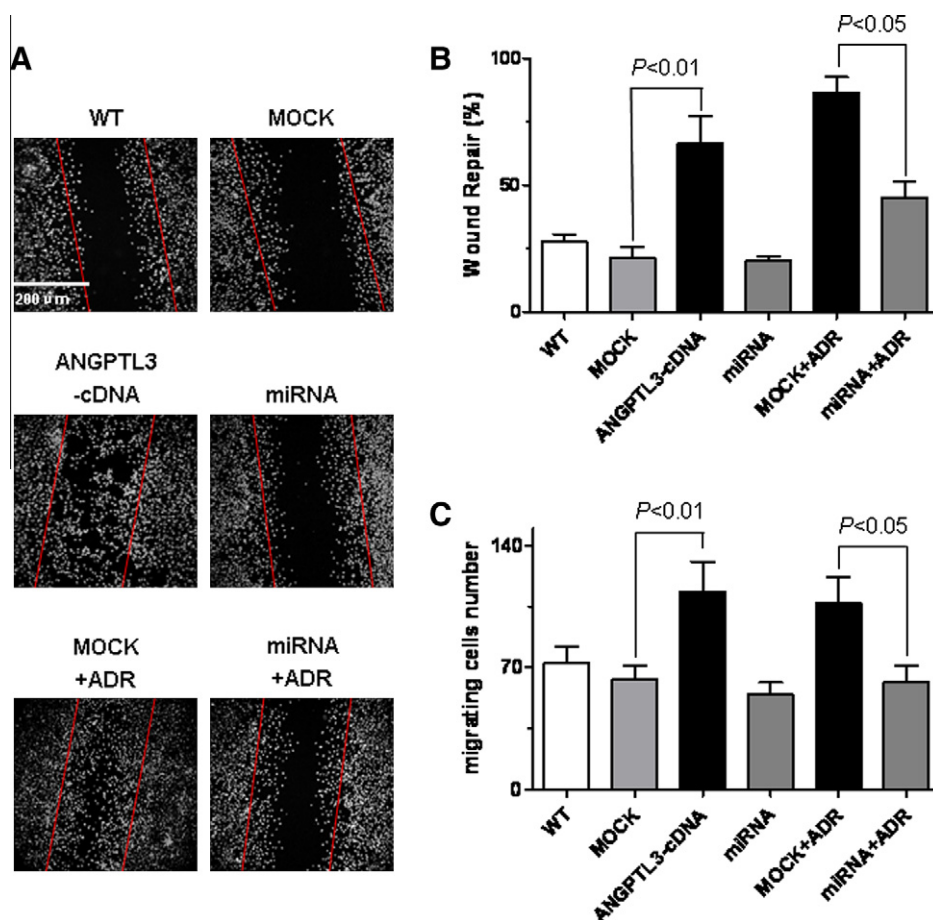 A
WT
MOCK
200 um
ANGPTL3
-cDNA
miRNA
MOCK
+ADR
miRNA
+ADR
B
P<0.05
P<0.01
100
50
0
Wound Repair (%)
WT
MOCK
ANGPTL3-cDNA
miRNA
MOCK+ADR
miRNA+ADR
C
P<0.01
P<0.05
140
70
0
migrating cells number
WT
MOCK
ANGPTL3-cDNA
miRNA
MOCK+ADR
miRNA+ADR